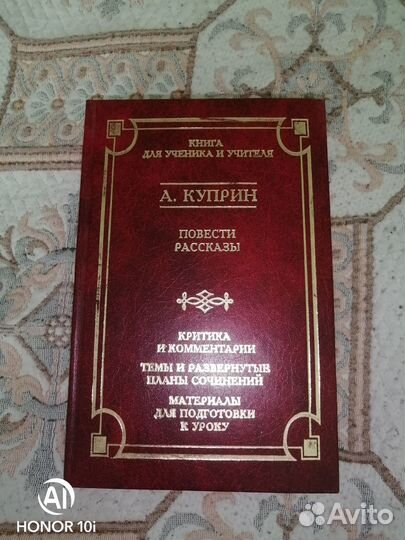 КНИГА
ДЛЯ УЧЕНИКА И УЧИТЕЛЯ
А. КУПРИН
ПОВЕСТИ
РАССКАЗЫ
КРИТИКА
И КОММЕНТАРИИ
ТЕМЫ И РАЗВЕРНУТЫЕ
ПЛАНЫ СОЧИНЕНИЙ
МАТЕРИАЛЫ
ДЛЯ ПОДГОТОВКИ
К УРОКУ
AI
HONOR 10i
Avito